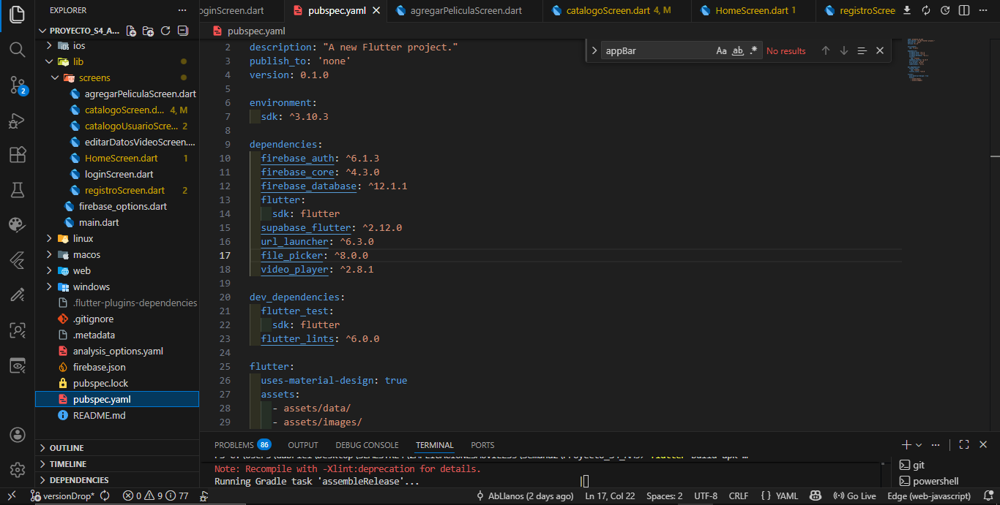 EXPLORER
PROYECTO_S4_A...
ios
lib
screens
agregarPeliculaScreen.dart
catalogoScreen.d... 4, M
catalogoUsuarioScre... 2
editarDatosVideoScreen....
HomeScreen.dart 1
loginScreen.dart
registroScreen.dart 2
firebase_options.dart
main.dart
linux
macos
web
windows
.flutter-plugins-dependencies
.gitignore
.metadata
analysis_options.yaml
firebase.json
pubspec.lock
pubspec.yaml
README.md
OUTLINE
TIMELINE
DEPENDENCIES
2
oginScreen.dart
pubspec.yaml
agregarPeliculaScreen.dart
catalogoScreen.dart 4, M
HomeScreen.dart 1
registroScree
pubspec.yaml
appBar
Aa ab .*
No results
2 description: "A new Flutter project."
3 publish_to: 'none'
4 version: 0.1.0
5
6 environment:
7 sdk: ^3.10.3
8
9 dependencies:
10 firebase_auth: ^6.1.3
11 firebase_core: ^4.3.0
12 firebase_database: ^12.1.1
13 flutter:
14 sdk: flutter
15 supabase_flutter: ^2.12.0
16 url_launcher: ^6.3.0
17 file_picker: ^8.0.0
18 video_player: ^2.8.1
19
20 dev_dependencies:
21 flutter_test:
22 sdk: flutter
23 flutter_lints: ^6.0.0
24
25 flutter:
26 uses-material-design: true
27 assets:
28 - assets/data/
29 - assets/images/
PROBLEMS 86
OUTPUT
DEBUG CONSOLE
TERMINAL
PORTS
Note: Recompile with -Xlint:deprecation for details.
Running Gradle task 'assembleRelease'...
git
powershell
versionDrop*
0 9 77
AbLlanos (2 days ago)
Ln 17, Col 22
Spaces: 2
UTF-8
CRLF
{ } YAML
Go Live
Edge (web-javascript)